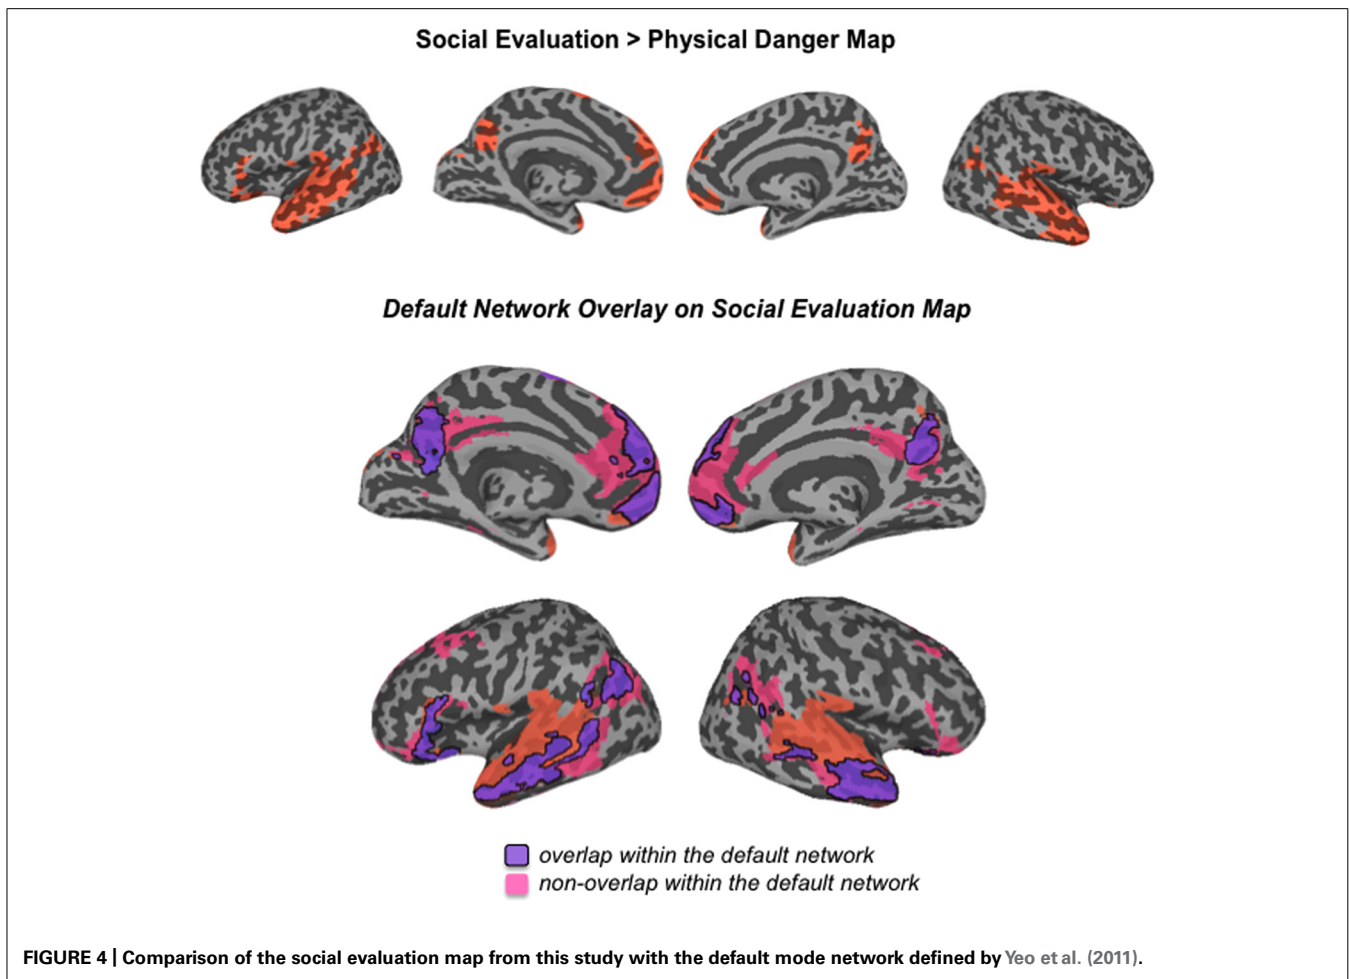 Social Evaluation > Physical Danger Map
Default Network Overlay on Social Evaluation Map
overlap within the default network
non-overlap within the default network
FIGURE 4 | Comparison of the social evaluation map from this study with the default mode network defined by Yeo et al. (2011).